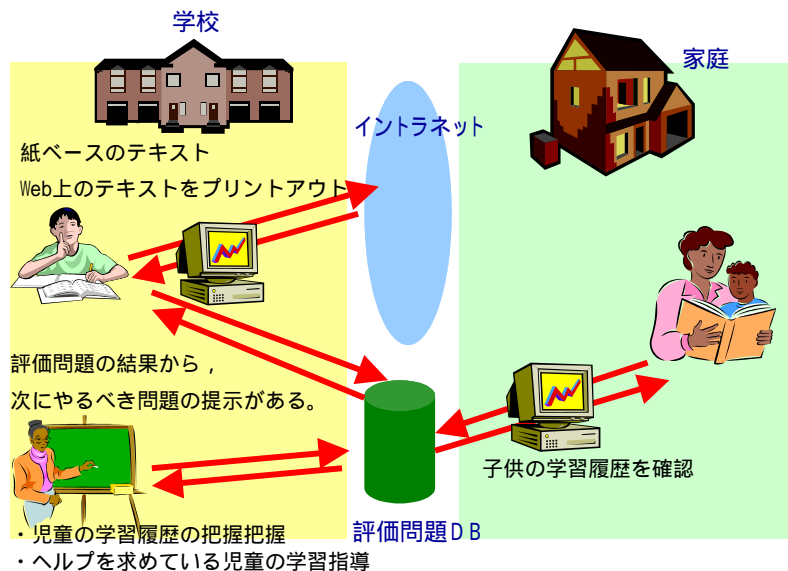 学校
家庭
イントラネット
紙ベースのテキスト
Web上のテキストをプリントアウト
評価問題の結果から，
次にやるべき問題の提示がある。
子供の学習履歴を確認
評価問題ＤＢ
・児童の学習履歴の把握把握
・ヘルプを求めている児童の学習指導